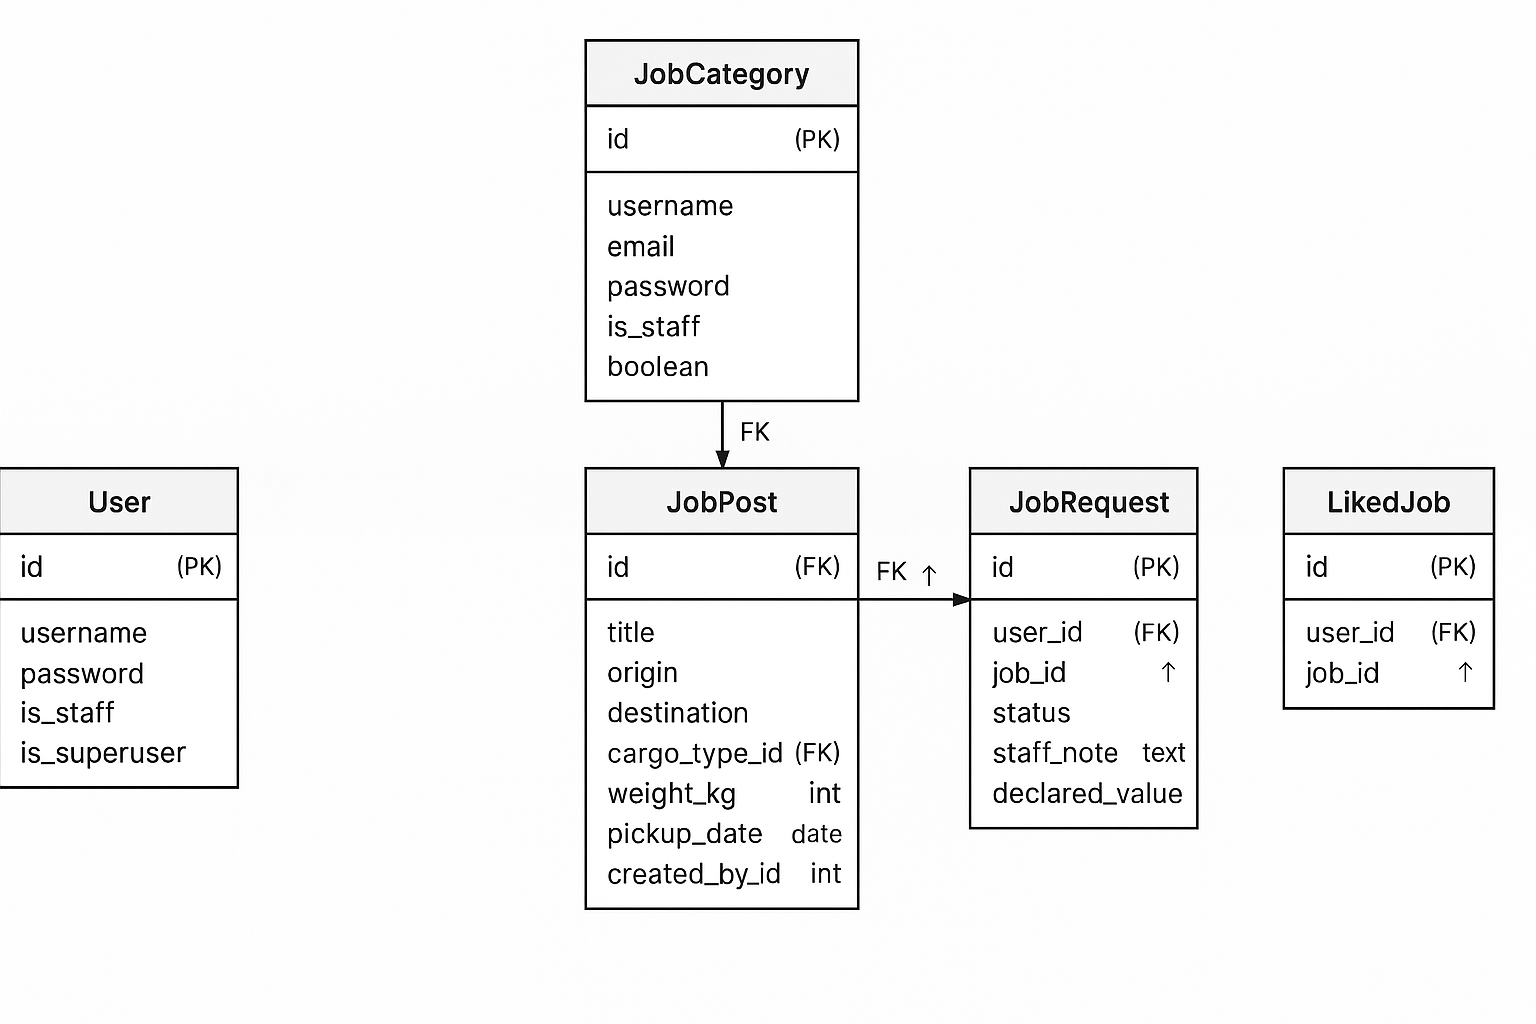 JobCategory
id (PK)
username
email
password
is_staff
boolean
FK
User
id (PK)
username
password
is_staff
is_superuser
JobPost
id (FK)
title
origin
destination
cargo_type_id (FK)
weight_kg int
pickup_date date
created_by_id int
FK ↑
JobRequest
id (PK)
user_id (FK)
job_id ↑
status
staff_note text
declared_value
LikedJob
id (PK)
user_id (FK)
job_id ↑